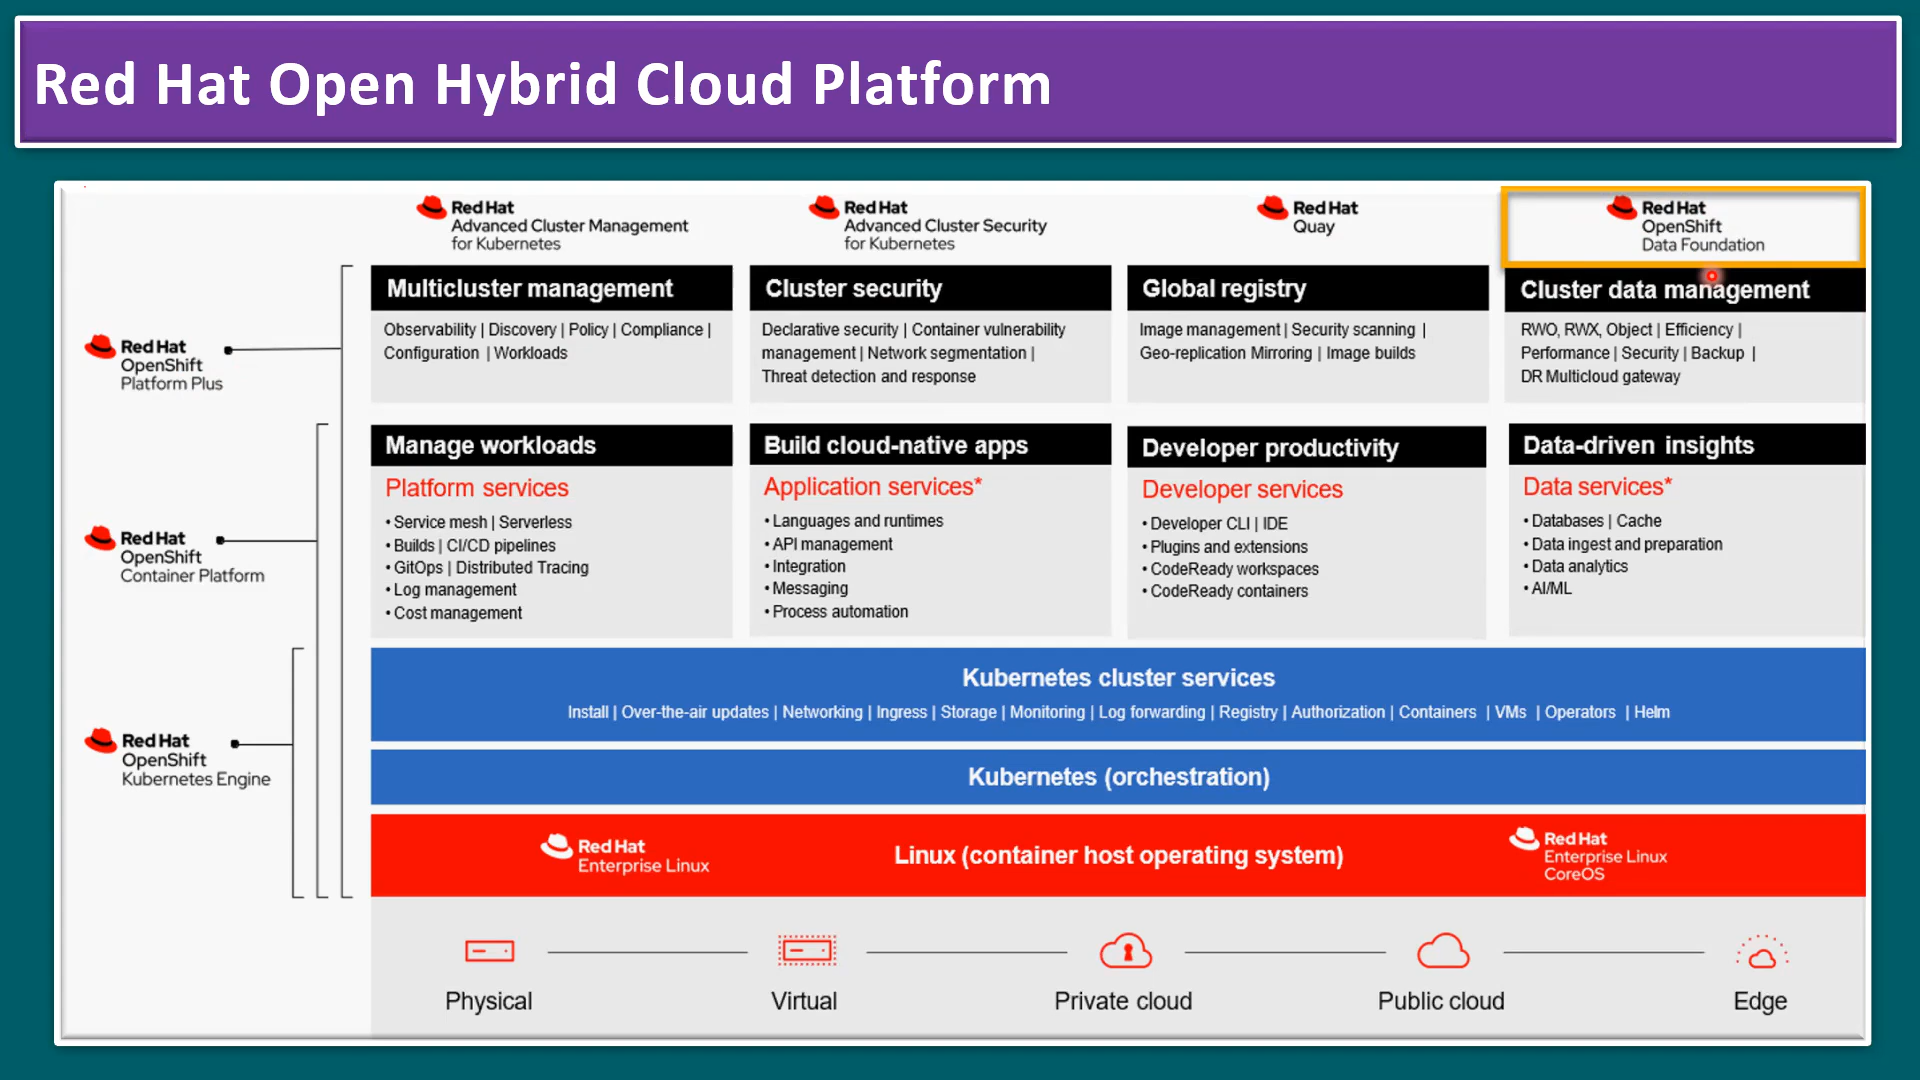 Red Hat Open Hybrid Cloud Platform
Red Hat
Advanced Cluster Management
for Kubernetes
Red Hat
Advanced Cluster Security
for Kubernetes
Red Hat
Quay
Red Hat
OpenShift
Data Foundation
Red Hat
OpenShift
Platform Plus
Multicluster management
Observability | Discovery | Policy | Compliance |
Configuration | Workloads
Cluster security
Declarative security | Container vulnerability
management | Network segmentation |
Threat detection and response
Global registry
Image management | Security scanning |
Geo-replication Mirroring | Image builds
Cluster data management
RWO, RWX, Object | Efficiency |
Performance | Security | Backup |
DR Multicloud gateway
Red Hat
OpenShift
Container Platform
Manage workloads
Platform services
• Service mesh | Serverless
• Builds | CI/CD pipelines
• GitOps | Distributed Tracing
• Log management
• Cost management
Build cloud-native apps
Application services*
• Languages and runtimes
• API management
• Integration
• Messaging
• Process automation
Developer productivity
Developer services
• Developer CLI | IDE
• Plugins and extensions
• CodeReady workspaces
• CodeReady containers
Data-driven insights
Data services*
• Databases | Cache
• Data ingest and preparation
• Data analytics
• AI/ML
Red Hat
OpenShift
Kubernetes Engine
Kubernetes cluster services
Install | Over-the-air updates | Networking | Ingress | Storage | Monitoring | Log forwarding | Registry | Authorization | Containers | VMs | Operators | Helm
Kubernetes (orchestration)
Red Hat
Enterprise Linux
Linux (container host operating system)
Red Hat
Enterprise Linux
CoreOS
Physical
Virtual
Private cloud
Public cloud
Edge